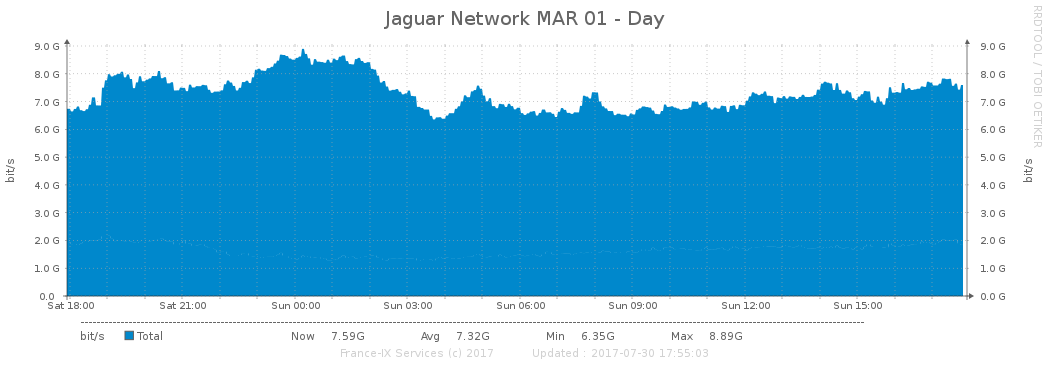 Jaguar Network MAR 01 - Day
RRDTOOL / TOBI OETIKER
bit/s
9.0 G 9.0 G
8.0 G 8.0 G
7.0 G 7.0 G
6.0 G 6.0 G
5.0 G 5.0 G
4.0 G 4.0 G
3.0 G 3.0 G
2.0 G 2.0 G
1.0 G 1.0 G
0.0 0.0 G
bit/s
Sat 18:00 Sat 21:00 Sun 00:00 Sun 03:00 Sun 06:00 Sun 09:00 Sun 12:00 Sun 15:00
bit/s Total Now 7.59G Avg 7.32G Min 6.35G Max 8.89G
France-IX Services (c) 2017 Updated : 2017-07-30 17:55:03